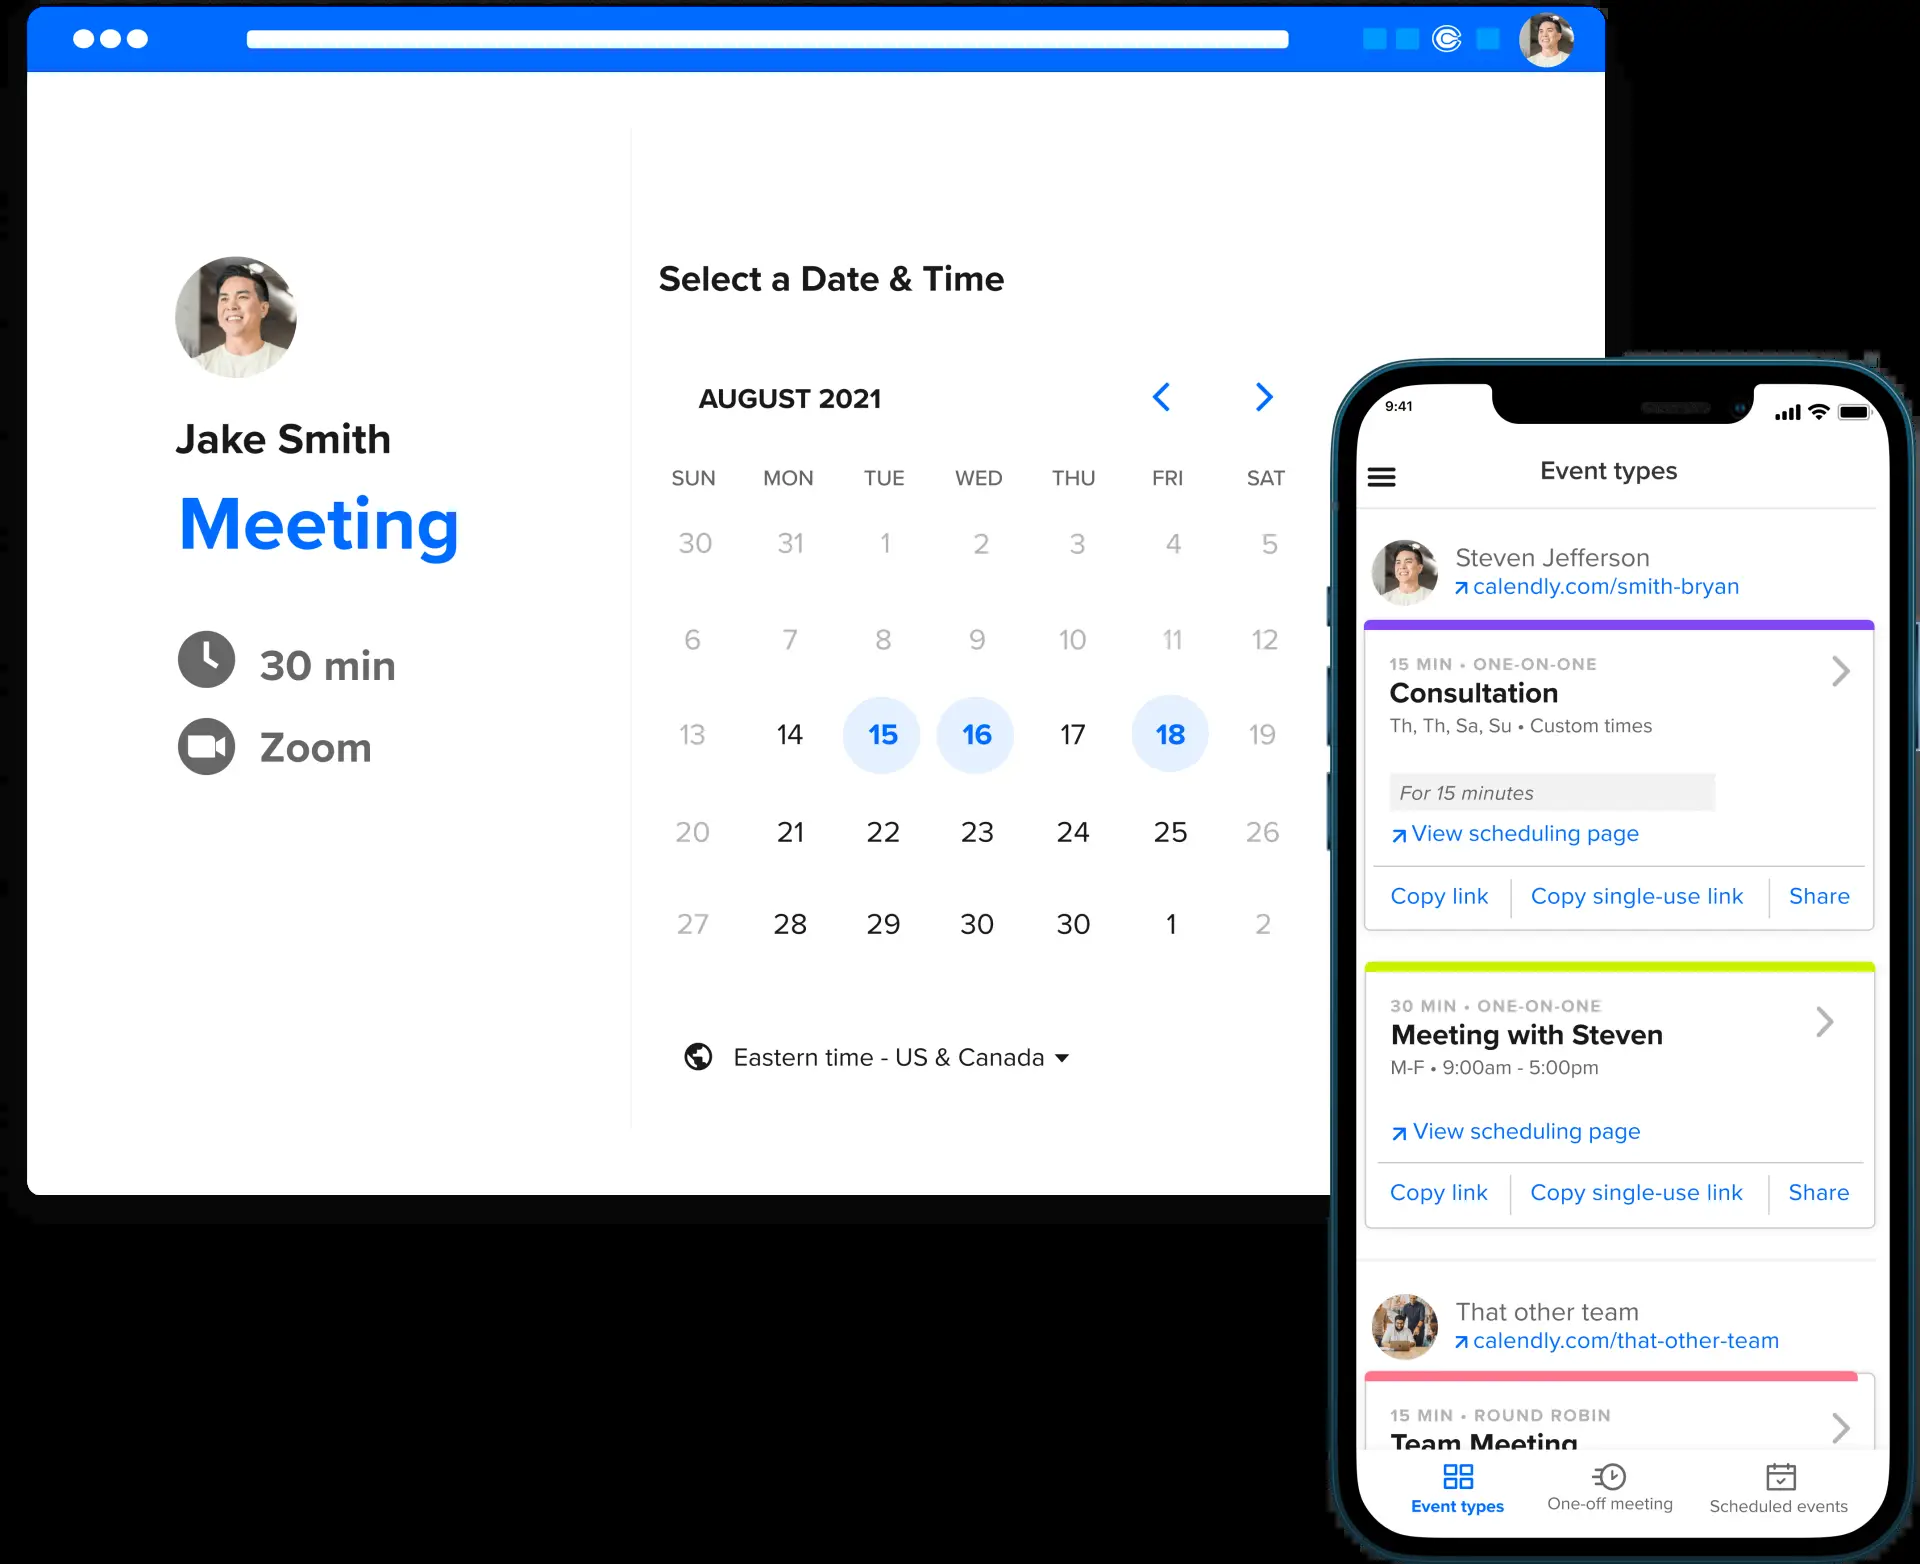 Jake Smith
Meeting
30 min
Zoom
Select a Date & Time
AUGUST 2021
SUN MON TUE WED THU FRI SAT
30 31 1 2 3 4 5
6 7 8 9 10 11 12
13 14 15 16 17 18 19
20 21 22 23 24 25 26
27 28 29 30 30 1 2
Eastern time - US & Canada
9:41
Event types
Steven Jefferson
calendly.com/smith-bryan
15 MIN • ONE-ON-ONE
Consultation
Th, Th, Sa, Su • Custom times
For 15 minutes
View scheduling page
Copy link Copy single-use link Share
30 MIN • ONE-ON-ONE
Meeting with Steven
M-F • 9:00am - 5:00pm
View scheduling page
Copy link Copy single-use link Share
That other team
calendly.com/that-other-team
15 MIN • ROUND ROBIN
Team Meeting
Event types One-off meeting Scheduled events